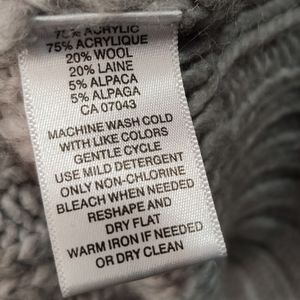 75% ACRYLIC
75% ACRYLIQUE
20% WOOL
20% LAINE
5% ALPACA
5% ALPAGA
CA 07043
MACHINE WASH COLD
WITH LIKE COLORS
GENTLE CYCLE
USE MILD DETERGENT
ONLY NON-CHLORINE
BLEACH WHEN NEEDED
RESHAPE AND
DRY FLAT
WARM IRON IF NEEDED
OR DRY CLEAN